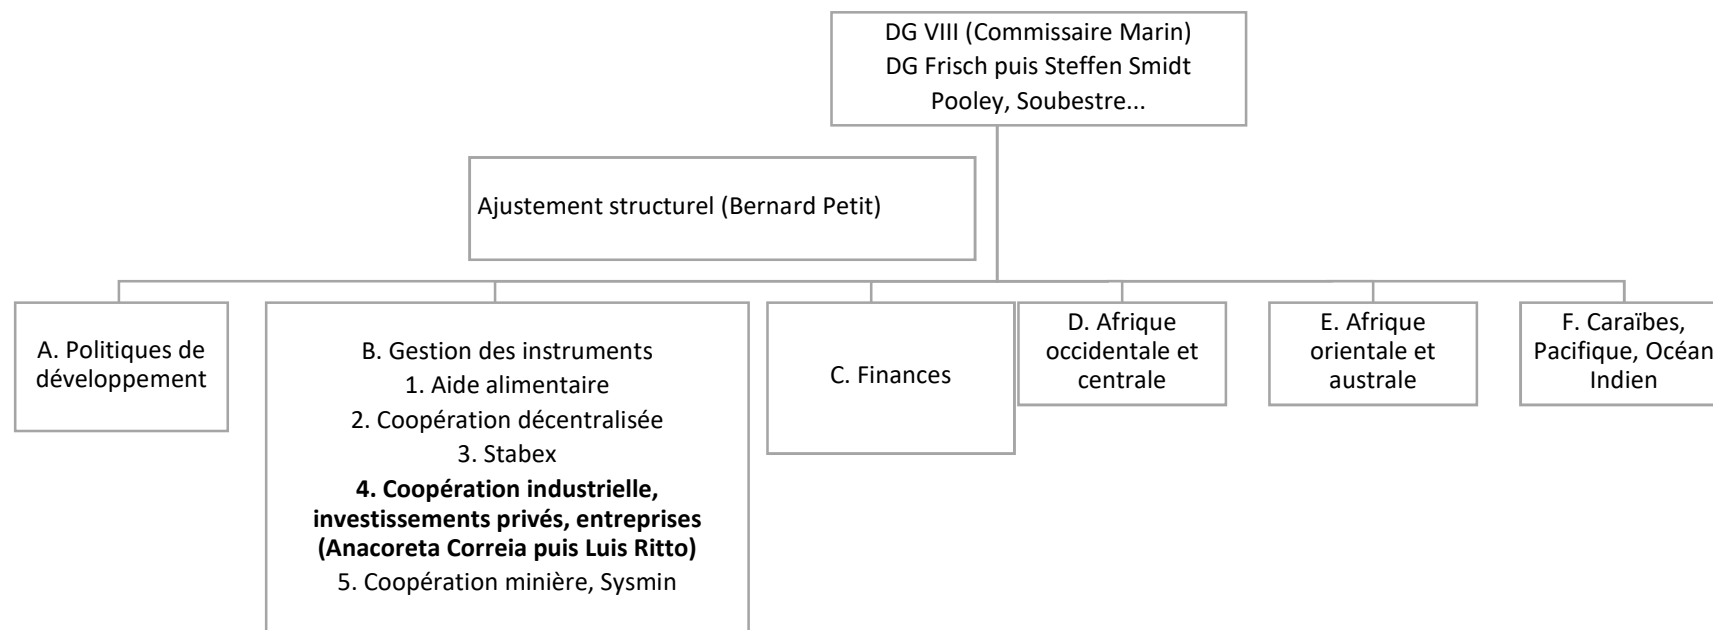 DG VIII (Commissaire Marin)
DG Frisch puis Steffen Smidt
Pooley, Soubestre...
Ajustement structurel (Bernard Petit)
A. Politiques de
développement
B. Gestion des instruments
1. Aide alimentaire
2. Coopération décentralisée
3. Stabex
4. Coopération industrielle,
investissements privés, entreprises
(Anacoreta Correia puis Luis Ritto)
5. Coopération minière, Sysmin
C. Finances
D. Afrique
occidentale et
centrale
E. Afrique
orientale et
australe
F. Caraïbes,
Pacifique, Océan
Indien